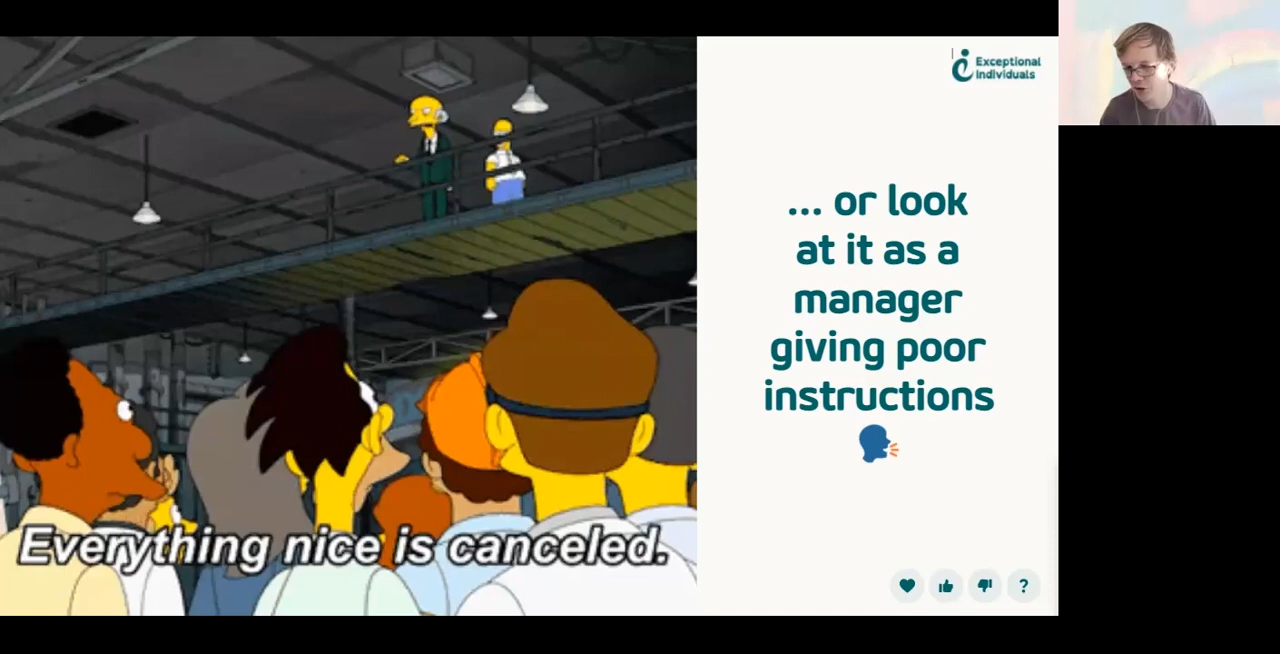 Exceptional
Individuals
... or look
at it as a
manager
giving poor
instructions
Everything nice is canceled.
?